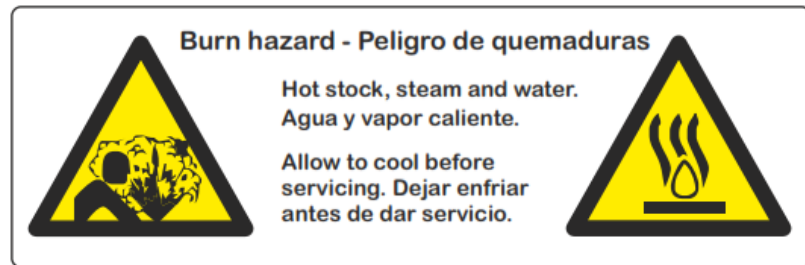 Burn hazard - Peligro de quemaduras
Hot stock, steam and water.
Agua y vapor caliente.
Allow to cool before
servicing. Dejar enfriar
antes de dar servicio.